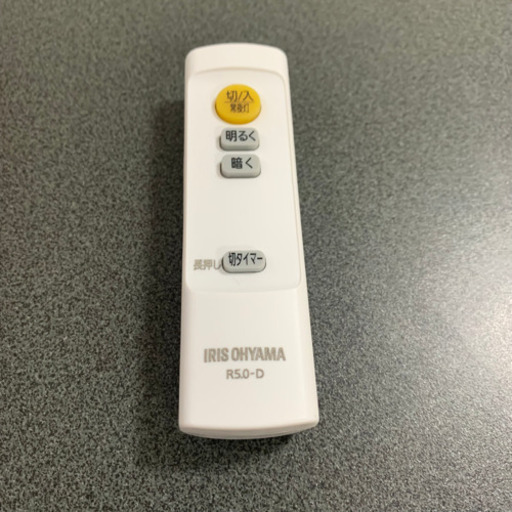 切/入
常夜灯
明るく
暗く
長押し 切タイマー
IRIS OHYAMA
R5.0-D